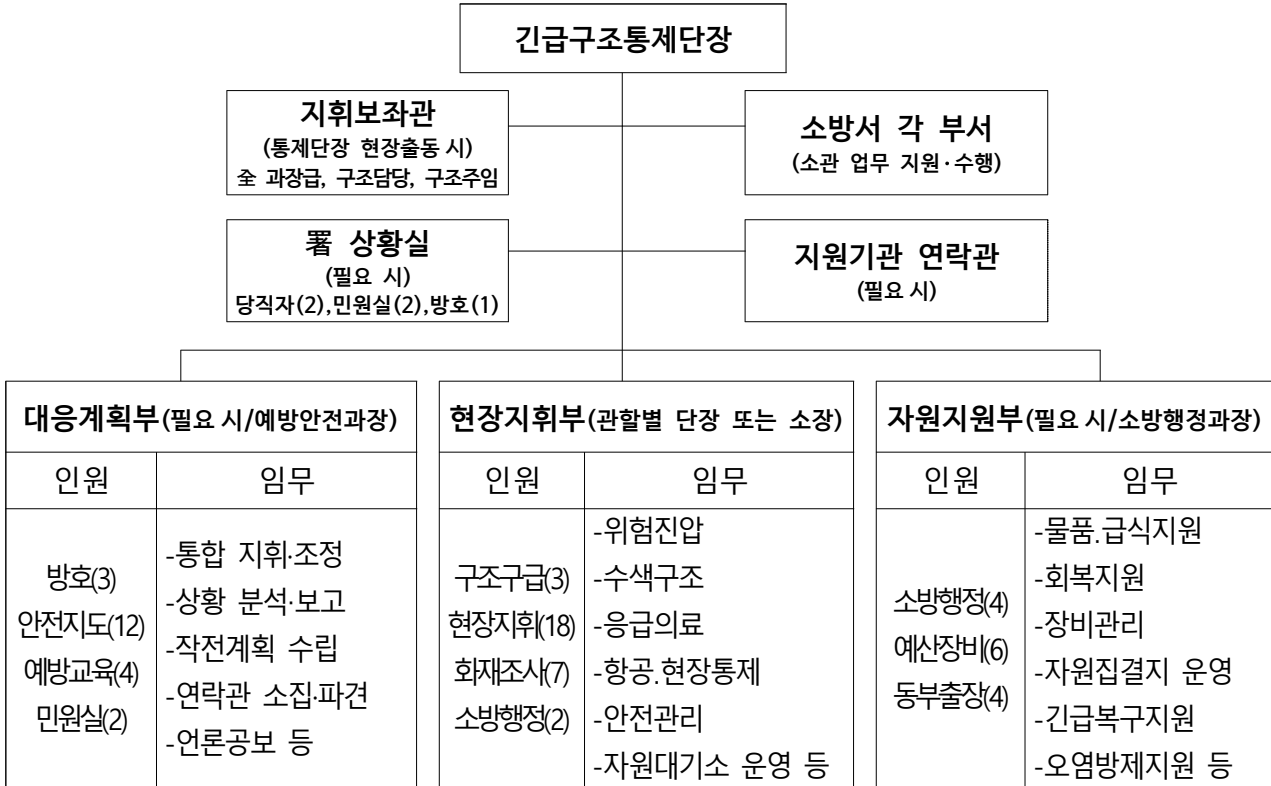 긴급구조통제단장
지휘보좌관
(통제단장 현장출동 시)
全 과장급, 구조담당, 구조주임
소방서 각 부서
(소관 업무 지원·수행)
署 상황실
(필요 시)
당직자(2),민원실(2),방호(1)
지원기관 연락관
(필요 시)
대응계획부(필요 시/예방안전과장)
인원
임무
방호(3)
안전지도(12)
예방교육(4)
민원실(2)
-통합 지휘·조정
-상황 분석·보고
-작전계획 수립
-연락관 소집·파견
-언론공보 등
현장지휘부(관할별 단장 또는 소장)
인원
임무
구조구급(3)
현장지휘(18)
화재조사(7)
소방행정(2)
-위험진압
-수색구조
-응급의료
-항공.현장통제
-안전관리
-자원대기소 운영 등
자원지원부(필요 시/소방행정과장)
인원
임무
소방행정(4)
예산장비(6)
동부출장(4)
-물품.급식지원
-회복지원
-장비관리
-자원집결지 운영
-긴급복구지원
-오염방제지원 등